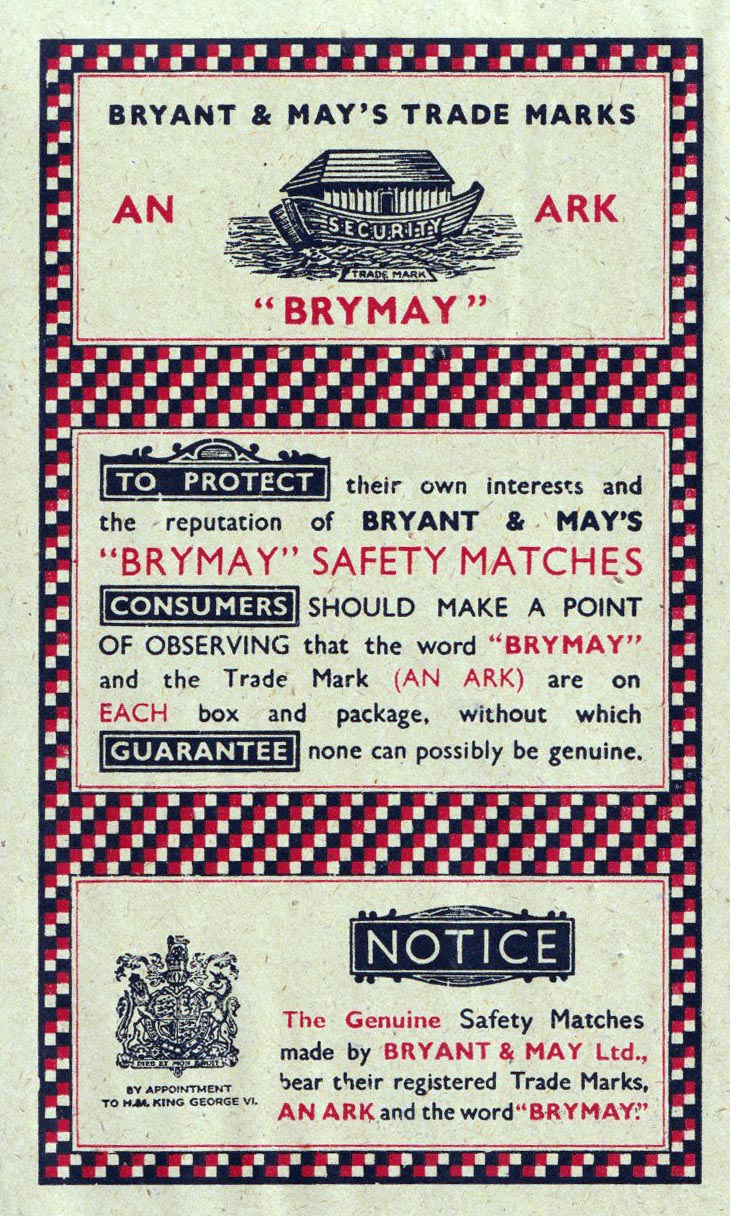 BRYANT & MAY'S TRADE MARKS
AN ARK
SECURITY
TRADE MARK
"BRYMAY"
TO PROTECT their own interests and
the reputation of BRYANT & MAY'S
"BRYMAY" SAFETY MATCHES
CONSUMERS SHOULD MAKE A POINT
OF OBSERVING that the word "BRYMAY"
and the Trade Mark (AN ARK) are on
EACH box and package, without which
GUARANTEE none can possibly be genuine.
NOTICE
The Genuine Safety Matches
made by BRYANT & MAY Ltd.,
bear their registered Trade Marks,
AN ARK and the word "BRYMAY."
DIEU ET MON DROIT
BY APPOINTMENT
TO H.M. KING GEORGE VI.